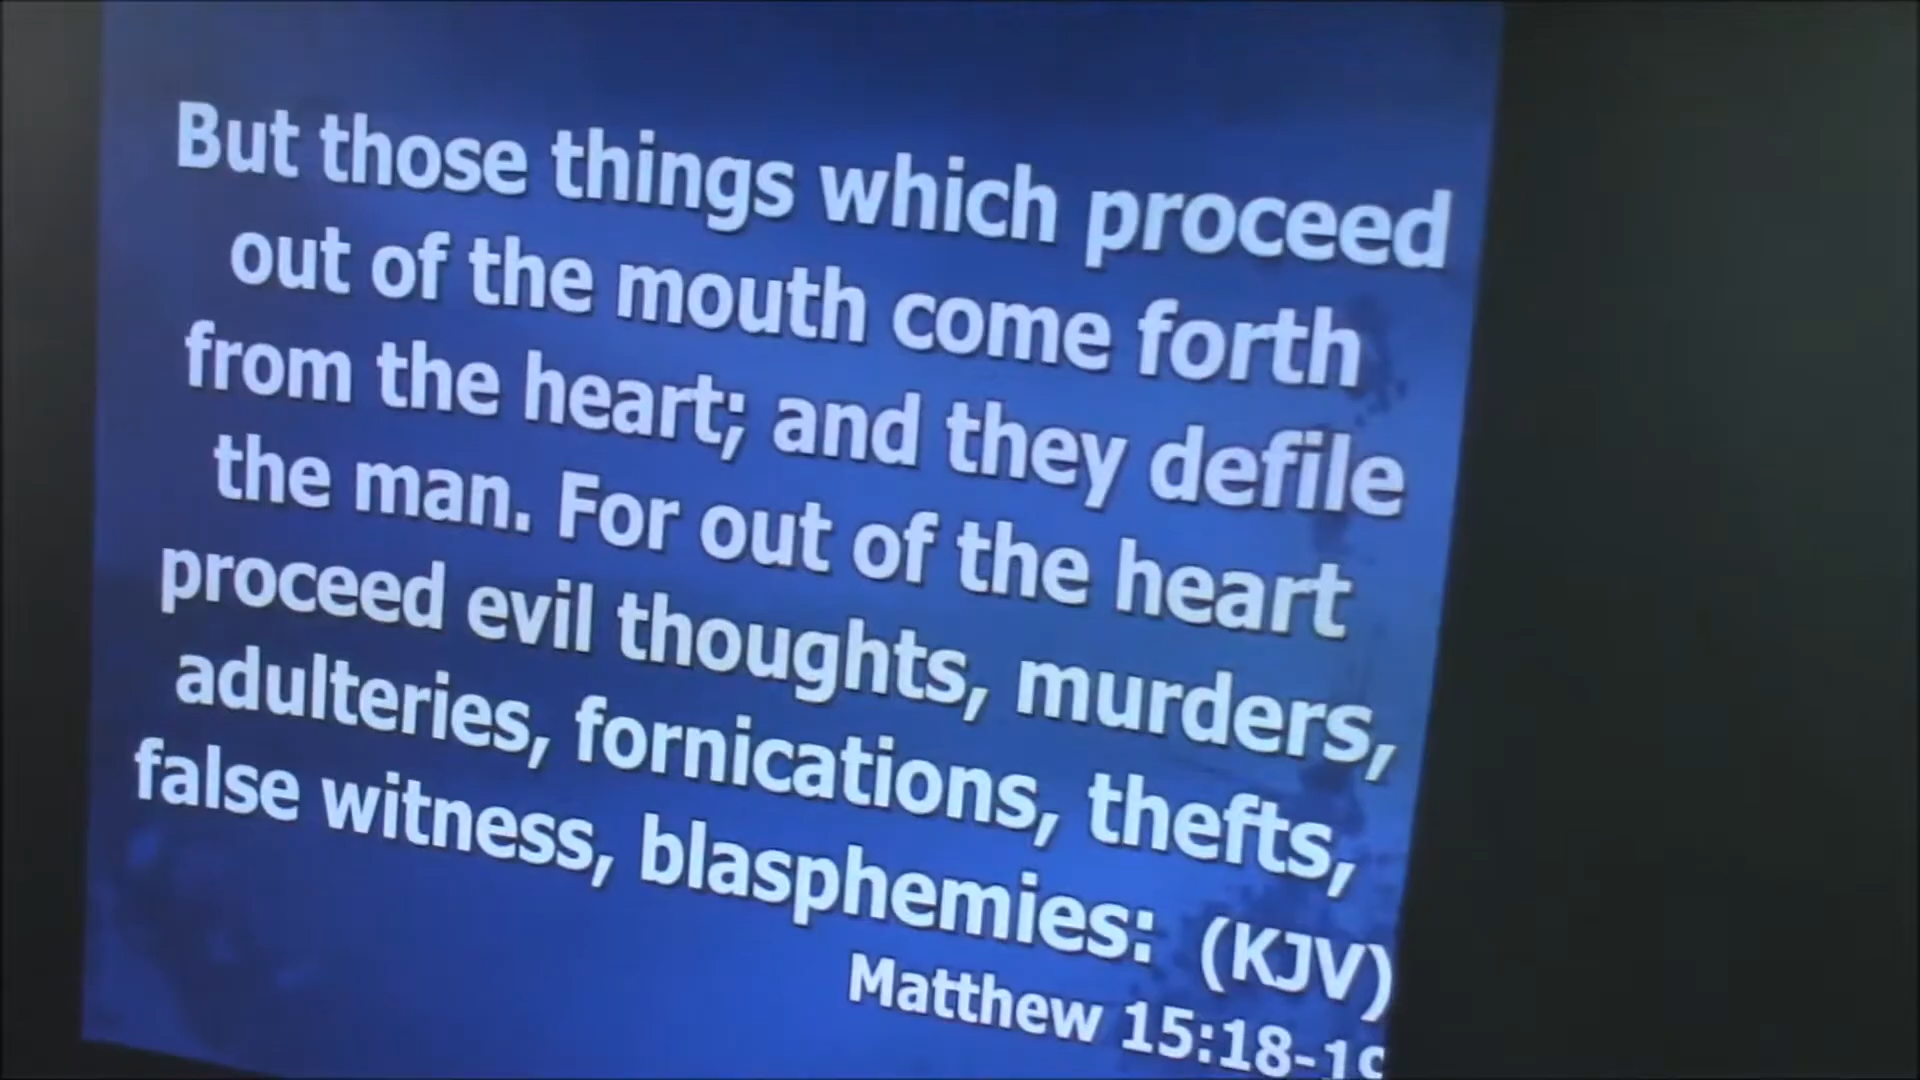 But those things which proceed
out of the mouth come forth
from the heart; and they defile
the man. For out of the heart
proceed evil thoughts, murders,
adulteries, fornications, thefts,
false witness, blasphemies: (KJV)
Matthew 15:18-19